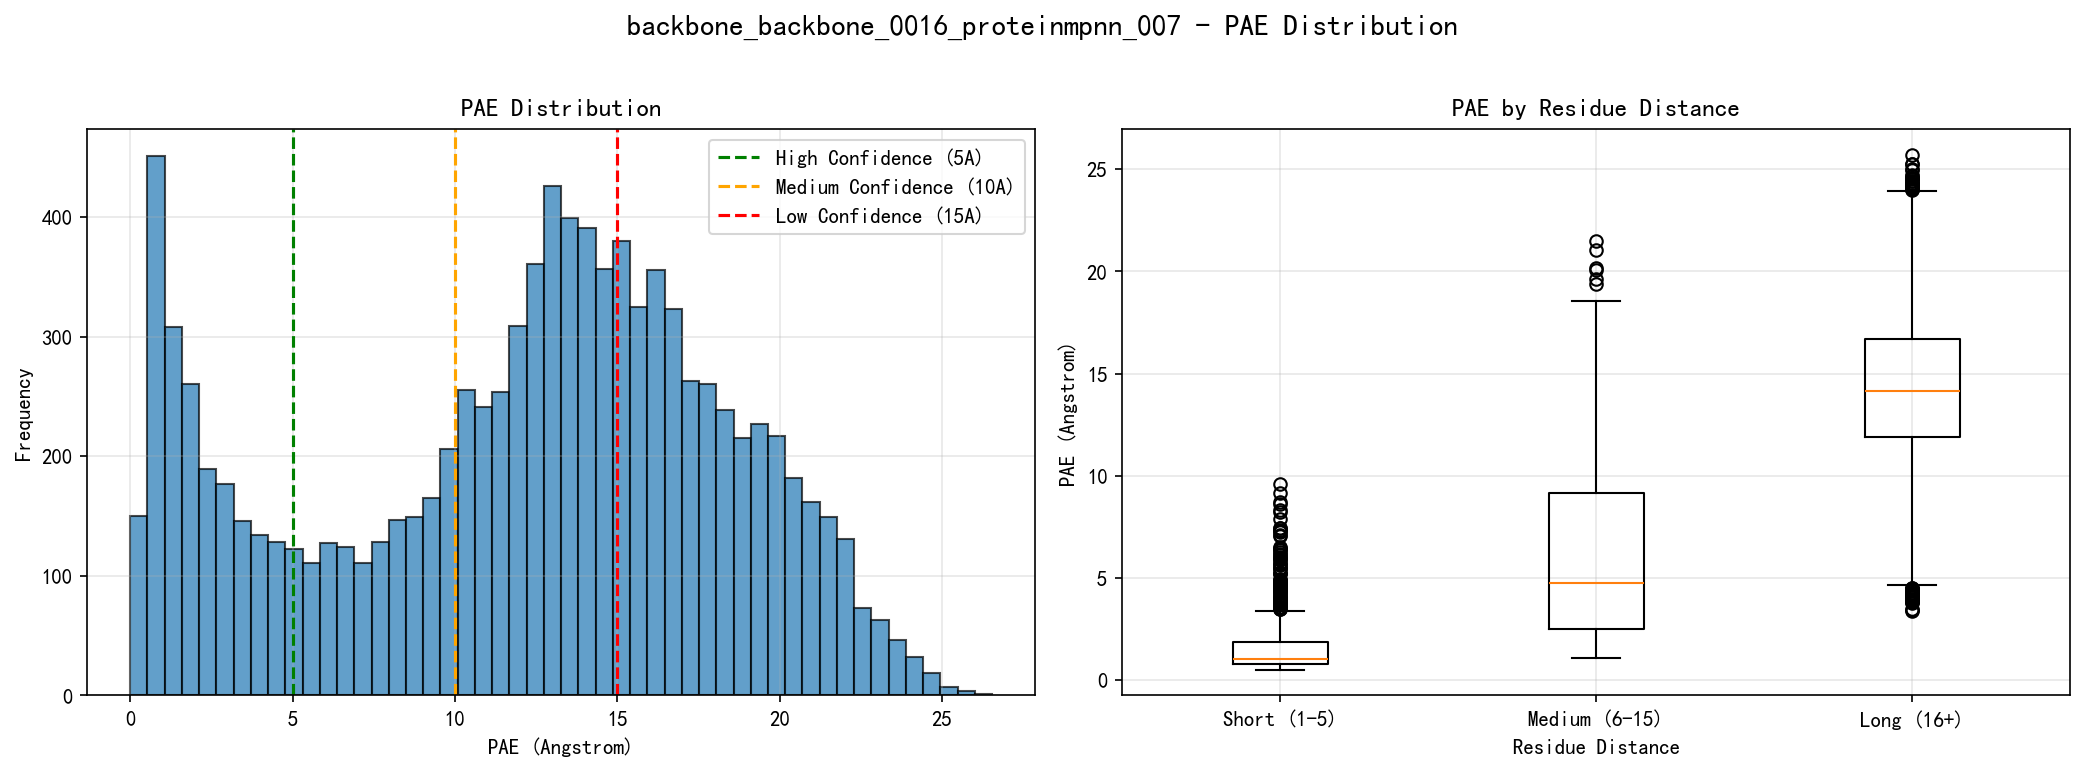 backbone_backbone_0016_proteinmpnn_007 - PAE Distribution
PAE Distribution
High Confidence (5A)
Medium Confidence (10A)
Low Confidence (15A)
Frequency
400
300
200
100
0
0 5 10 15 20 25
PAE (Angstrom)
PAE by Residue Distance
PAE (Angstrom)
25
20
15
10
5
0
Short (1-5) Medium (6-15) Long (16+)
Residue Distance